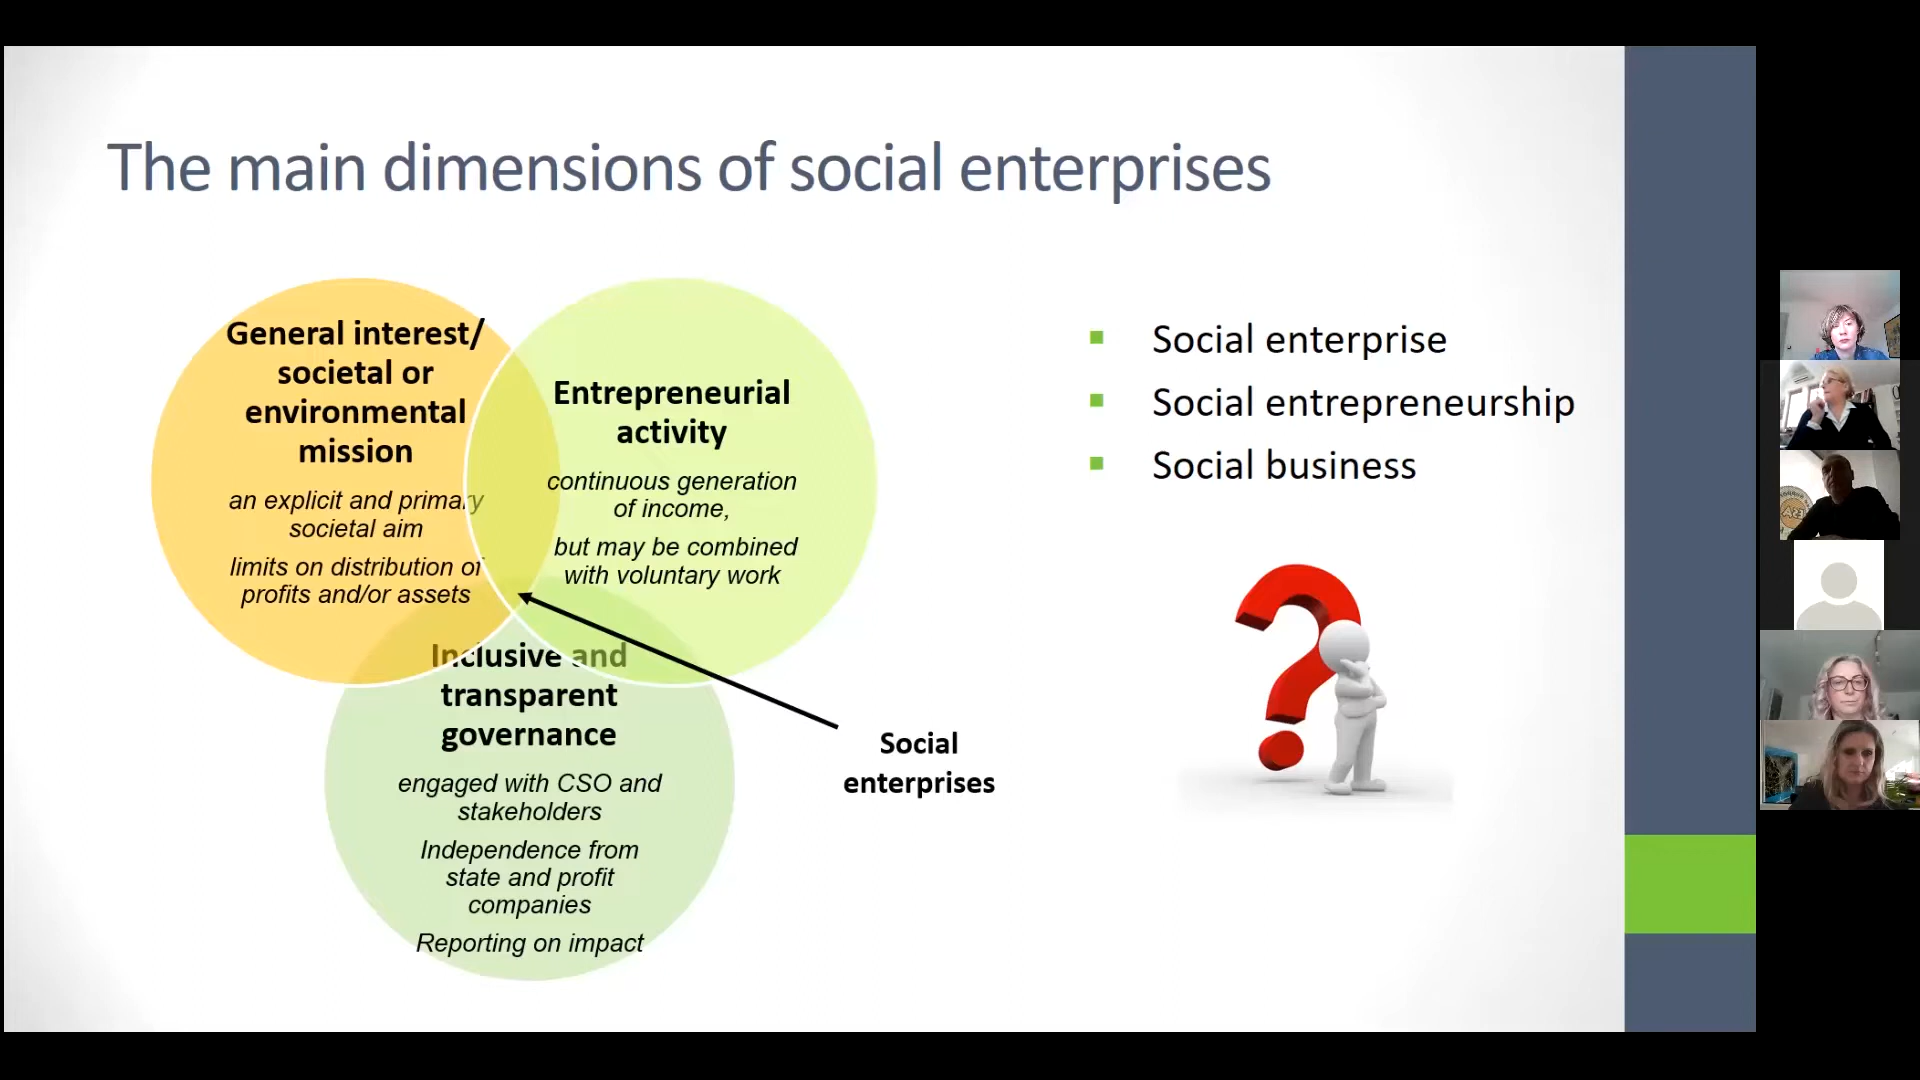 The main dimensions of social enterprises
General interest/
societal or
environmental
mission
an explicit and primary
societal aim
limits on distribution of
profits and/or assets
Entrepreneurial
activity
continuous generation
of income,
but may be combined
with voluntary work
Inclusive and
transparent
governance
engaged with CSO and
stakeholders
Independence from
state and profit
companies
Reporting on impact
Social
enterprises
Social enterprise
Social entrepreneurship
Social business